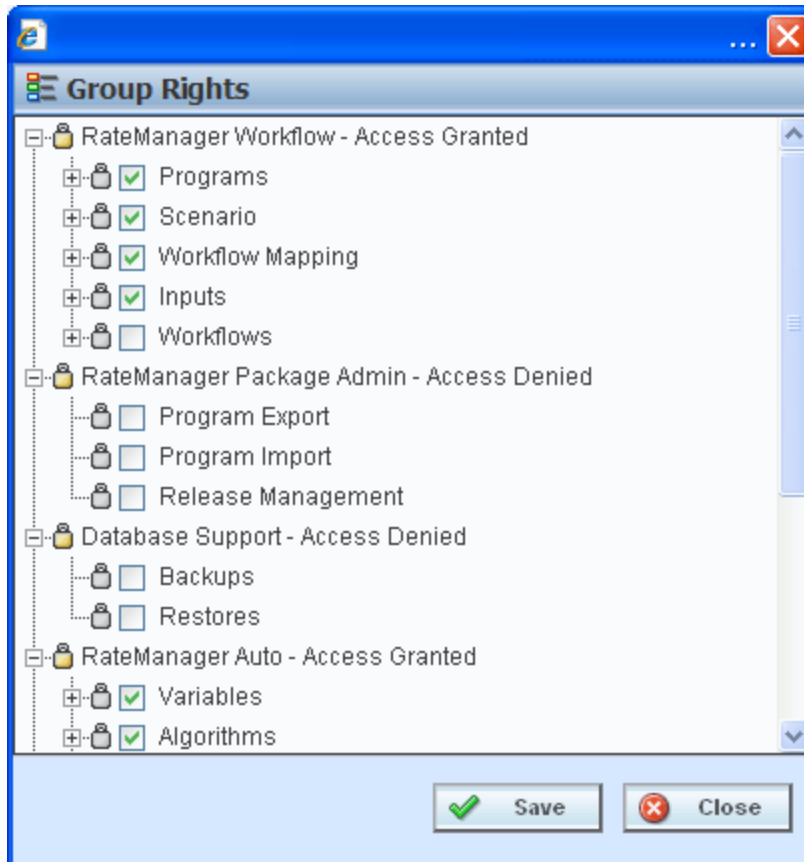 ...
Group Rights
RateManager Workflow - Access Granted
Programs
Scenario
Workflow Mapping
Inputs
Workflows
RateManager Package Admin - Access Denied
Program Export
Program Import
Release Management
Database Support - Access Denied
Backups
Restores
RateManager Auto - Access Granted
Variables
Algorithms
Save Close